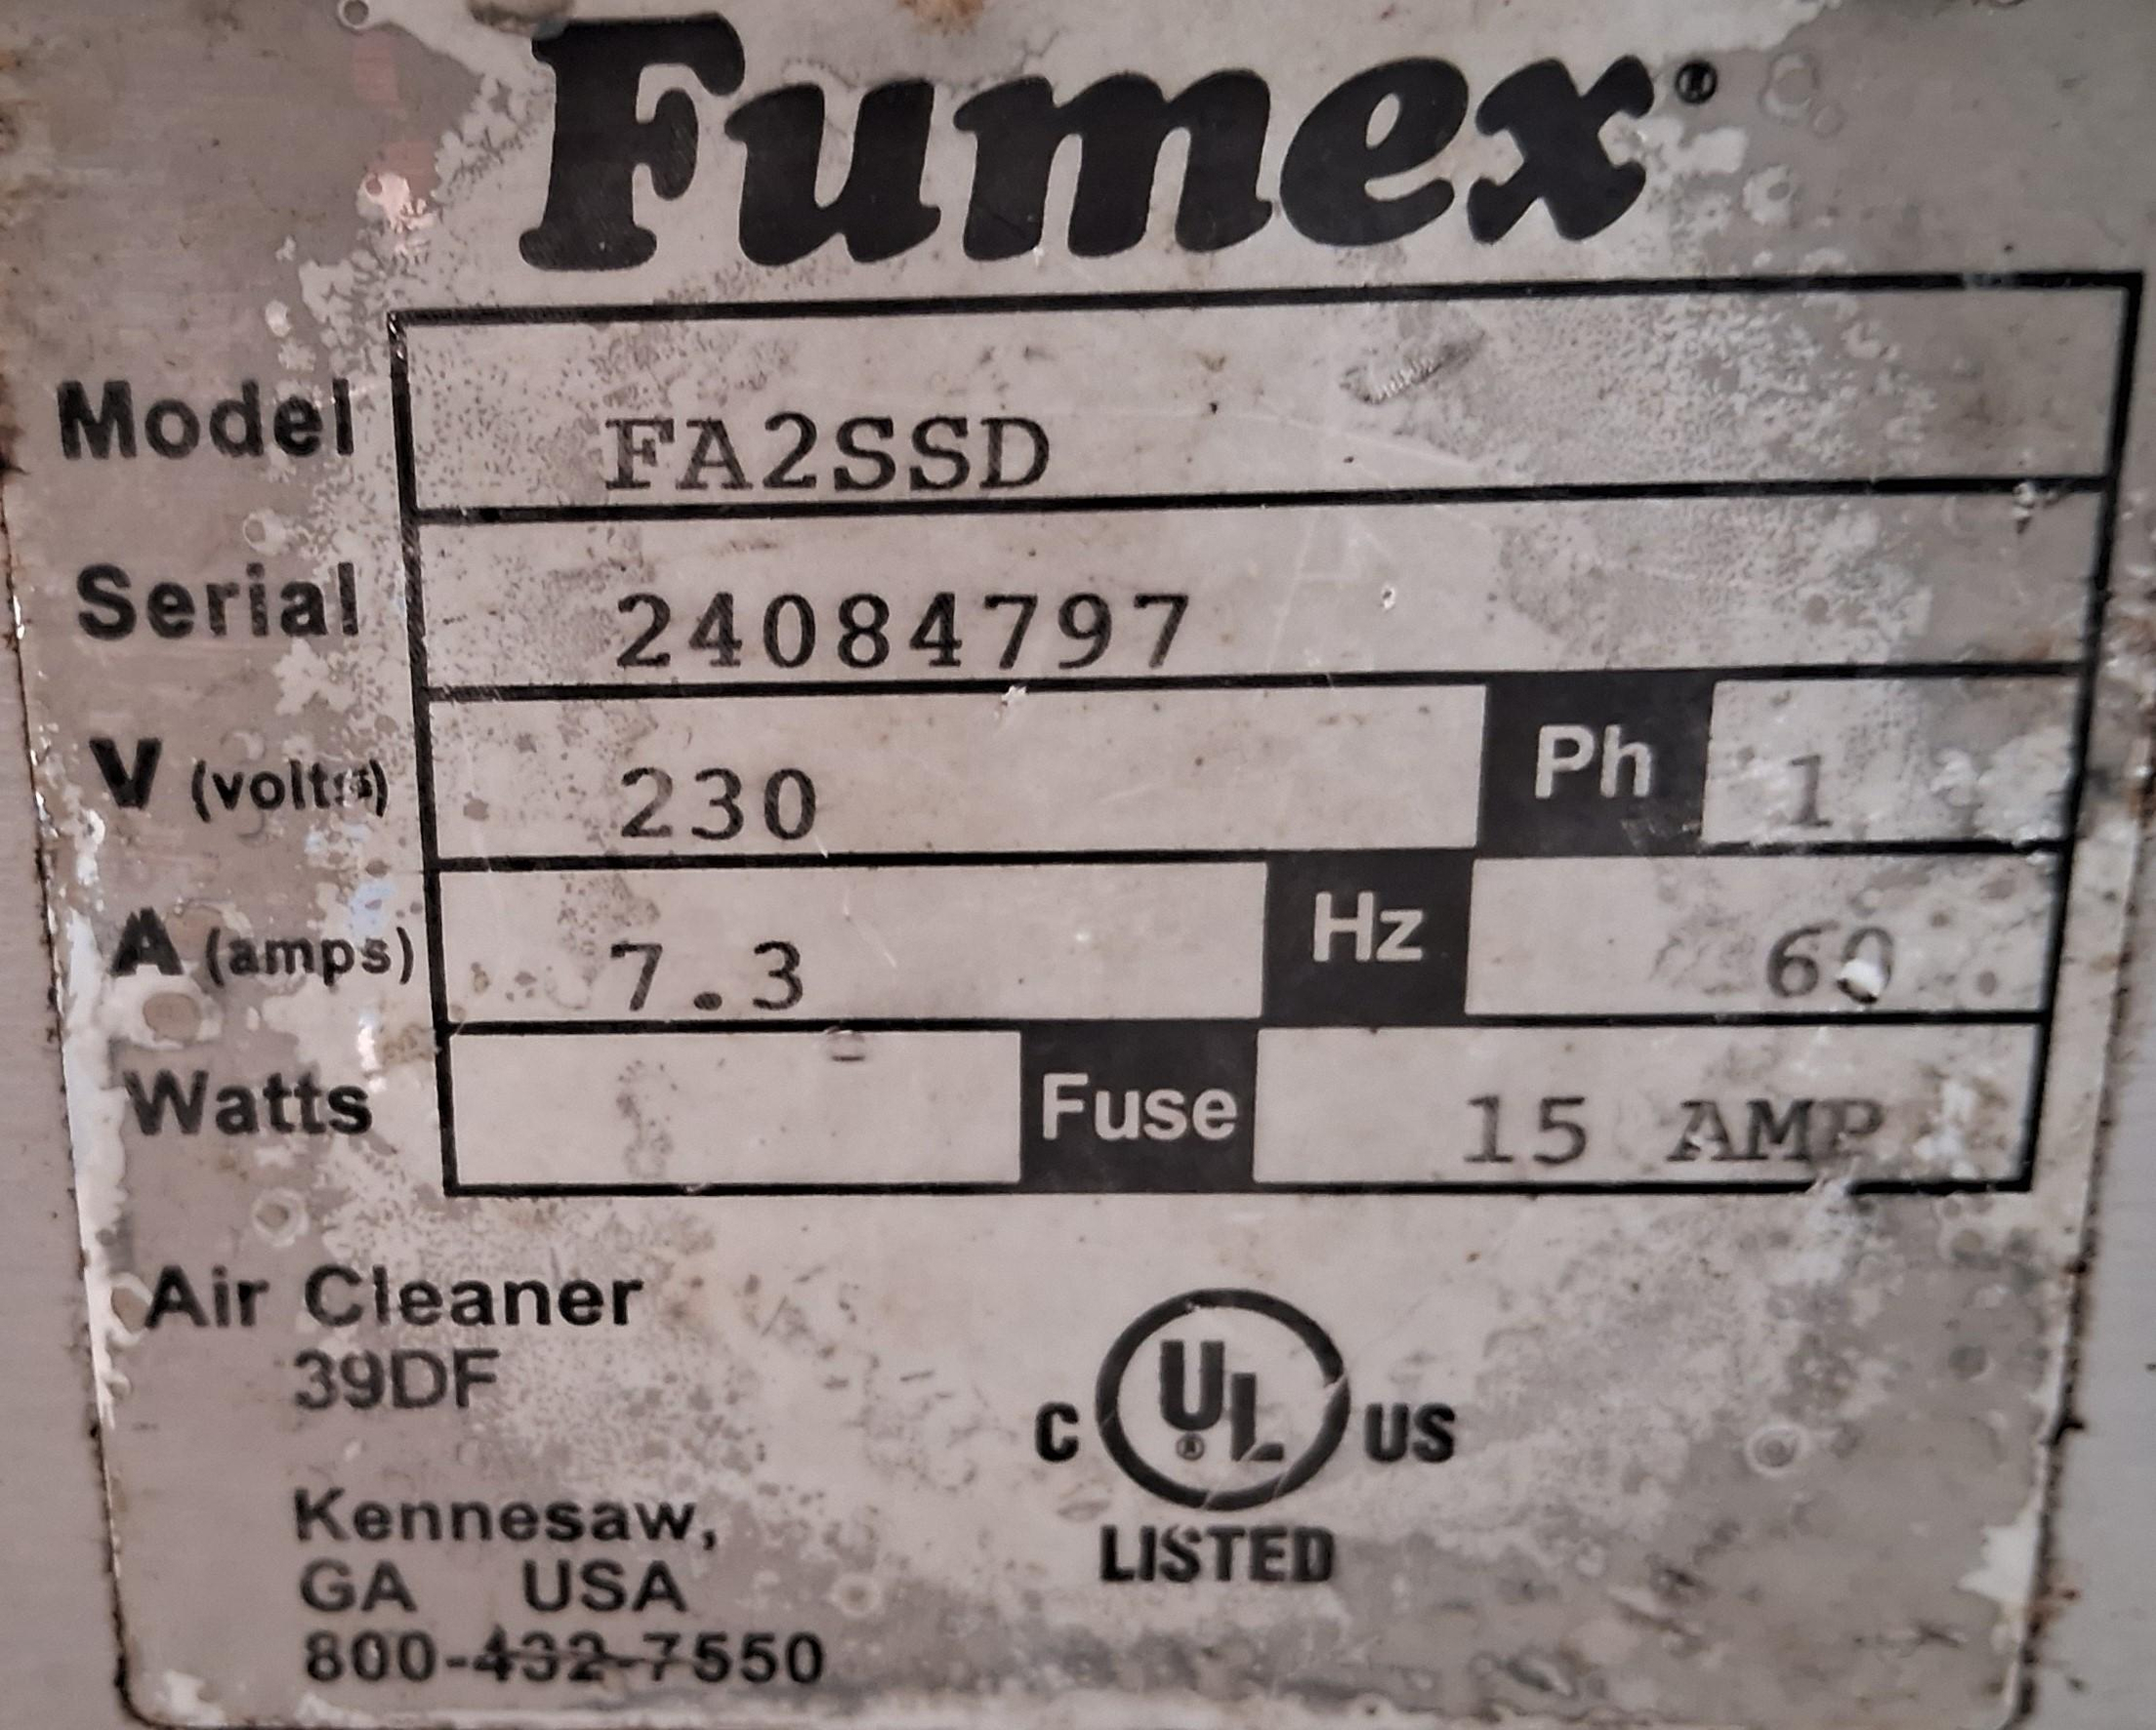 Fumex®
Model FA2SSD
Serial 24084797
V (volts) 230 Ph 1
A (amps) 7.3 Hz 60
Watts Fuse 15 AMP
Air Cleaner
39DF
C UL® US
LISTED
Kennesaw,
GA USA
800-432-7550